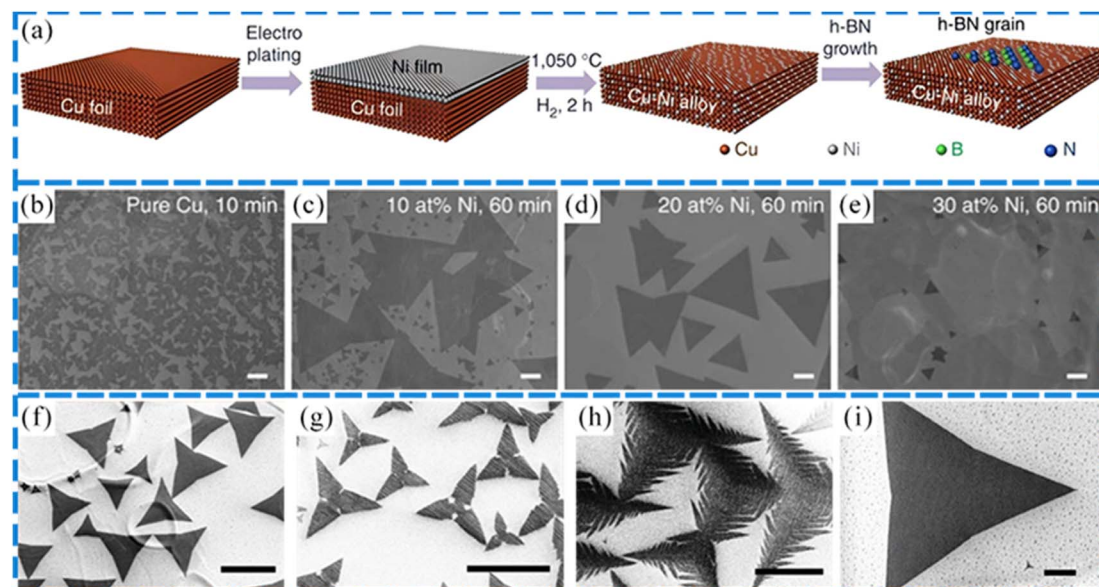 (a)
Electro
plating
Cu foil
Ni film
Cu foil
1,050 °C
H₂, 2 h
Cu-Ni alloy
h-BN
growth
h-BN grain
Cu-Ni alloy
Cu Ni B N
(b) Pure Cu, 10 min
(c) 10 at% Ni, 60 min
(d) 20 at% Ni, 60 min
(e) 30 at% Ni, 60 min
(f)
(g)
(h)
(i)